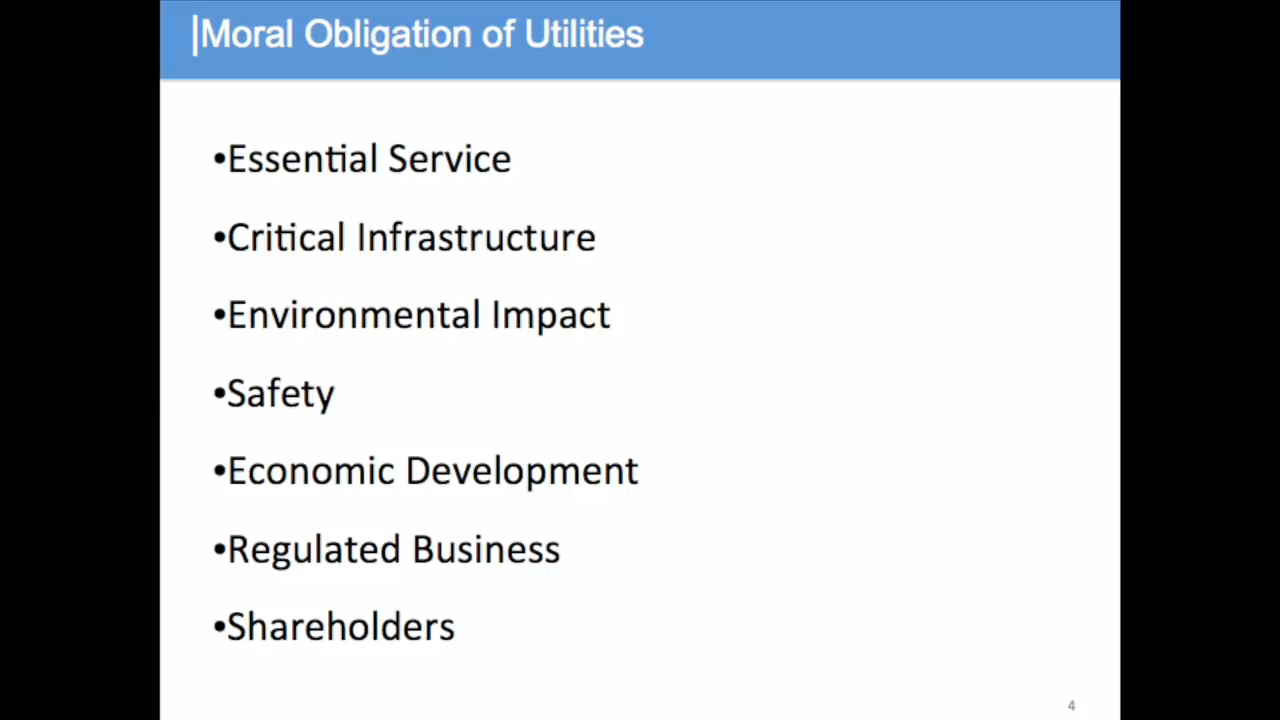 |Moral Obligation of Utilities
•Essential Service
•Critical Infrastructure
•Environmental Impact
•Safety
•Economic Development
•Regulated Business
•Shareholders
4